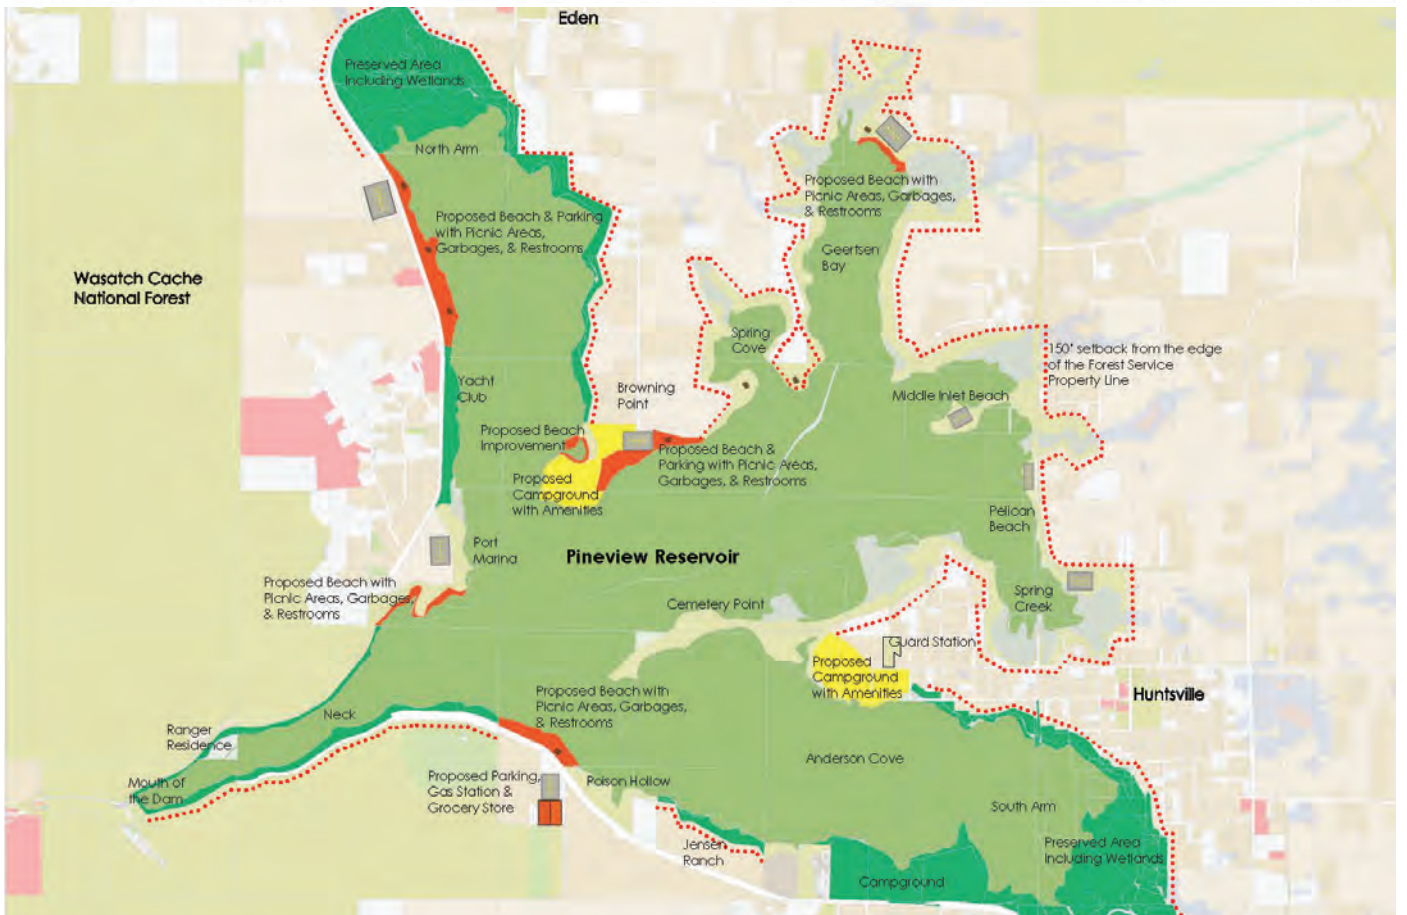 Eden
Preserved Area
Including Wetlands
North Arm
Proposed Beach with
Picnic Areas, Garbages,
& Restrooms
Proposed Beach & Parking
with Picnic Areas,
Garbages, & Restrooms
Geertsen
Bay
Wasatch Cache
National Forest
Spring
Cove
150' setback from the edge
of the Forest Service
Property Line
Yacht
Club
Browning
Point
Middle Inlet Beach
Proposed Beach
Improvement
Proposed Beach &
Parking with Picnic Areas,
Garbages, & Restrooms
Proposed
Campground
with Amenities
Pelican
Beach
Port
Marina
Pineview Reservoir
Proposed Beach with
Picnic Areas, Garbages,
& Restrooms
Cemetery Point
Spring
Creek
Guard Station
Proposed
Campground
with Amenities
Huntsville
Proposed Beach with
Picnic Areas, Garbages,
& Restrooms
Neck
Ranger
Residence
Anderson Cove
Mouth of
the Dam
Proposed Parking,
Gas Station &
Grocery Store
Poison Hollow
South Arm
Jensen
Ranch
Preserved Area
Including Wetlands
Campground